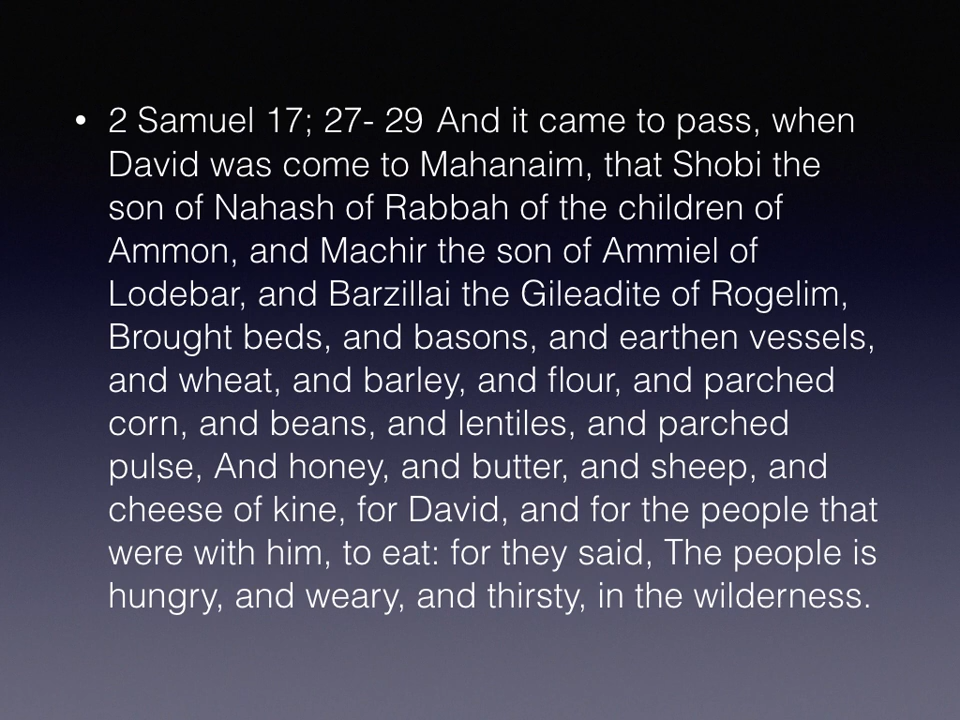 • 2 Samuel 17; 27- 29 And it came to pass, when
David was come to Mahanaim, that Shobi the
son of Nahash of Rabbah of the children of
Ammon, and Machir the son of Ammiel of
Lodebar, and Barzillai the Gileadite of Rogelim,
Brought beds, and basons, and earthen vessels,
and wheat, and barley, and flour, and parched
corn, and beans, and lentiles, and parched
pulse, And honey, and butter, and sheep, and
cheese of kine, for David, and for the people that
were with him, to eat: for they said, The people is
hungry, and weary, and thirsty, in the wilderness.